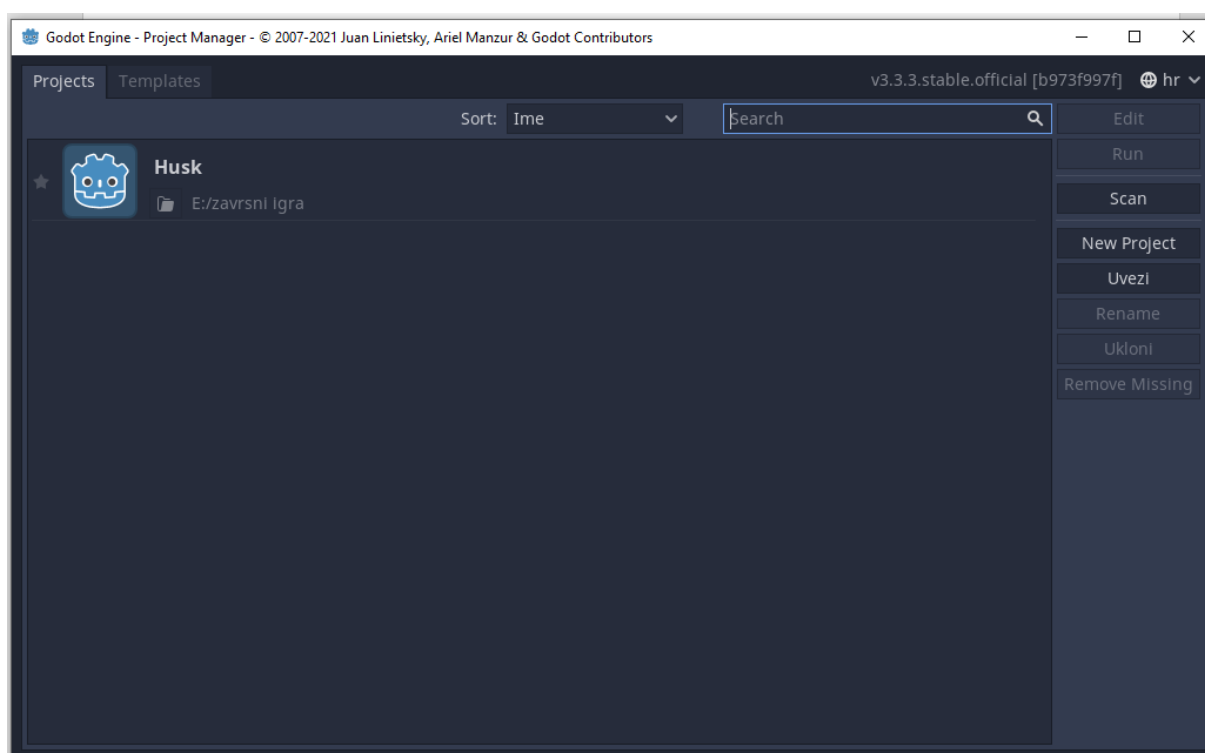 Godot Engine - Project Manager - © 2007-2021 Juan Linietsky, Ariel Manzur & Godot Contributors
Projects Templates v3.3.3.stable.official [b973f997f] hr
Sort: Ime Search Edit
Run
Husk
E:/zavrsni igra
Scan
New Project
Uvezi
Rename
Ukloni
Remove Missing